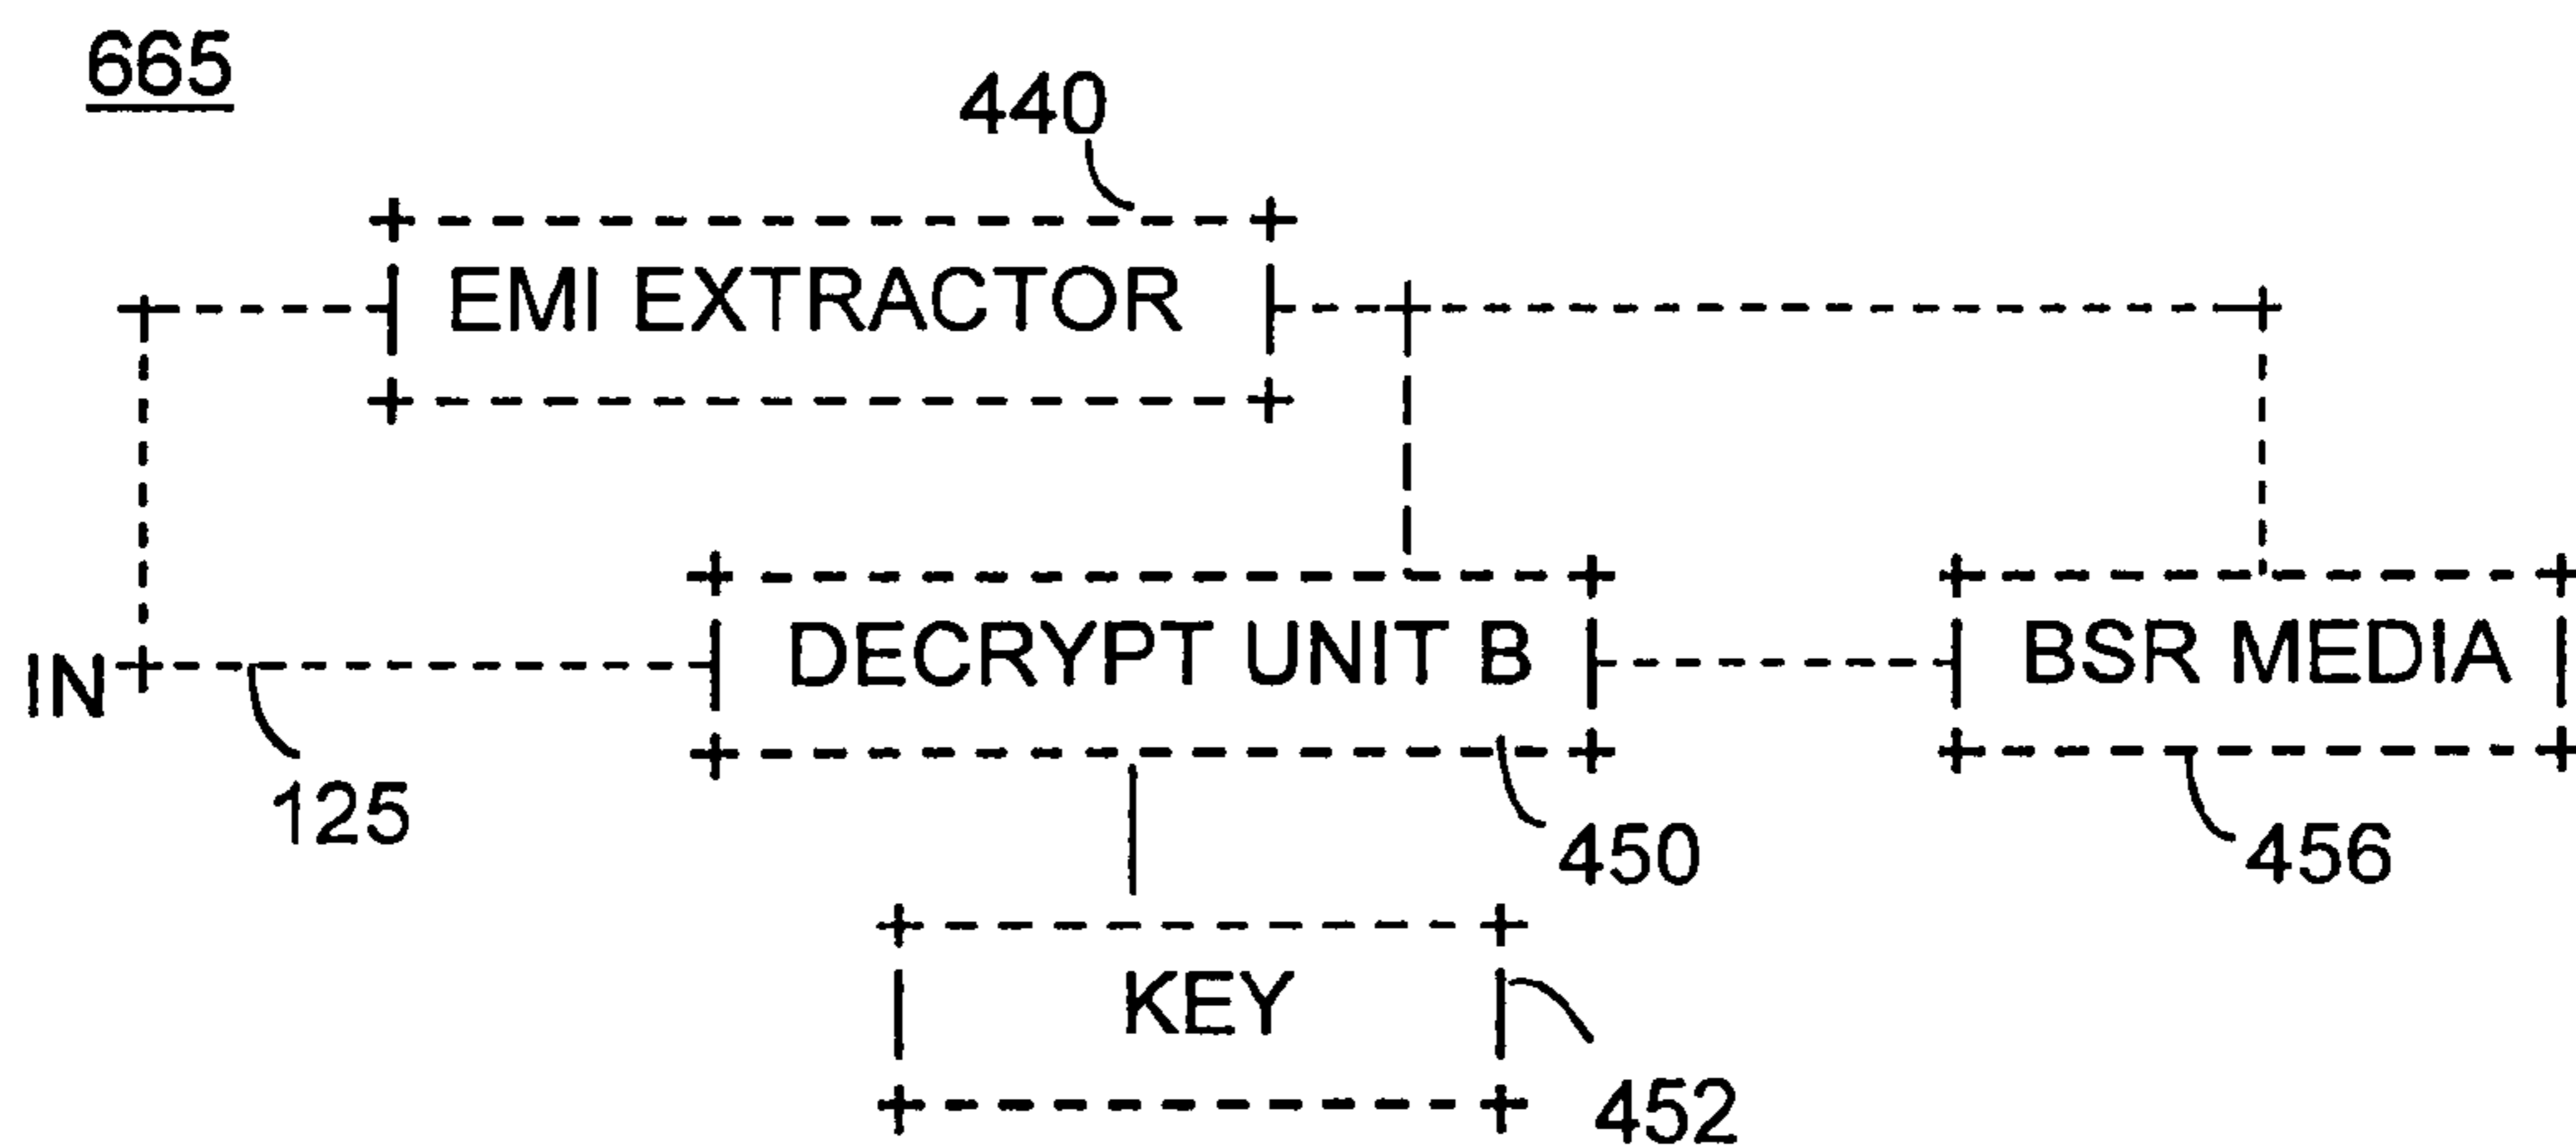 665
440
EMI EXTRACTOR
IN
DECRYPT UNIT B
BSR MEDIA
125
450
456
KEY
452